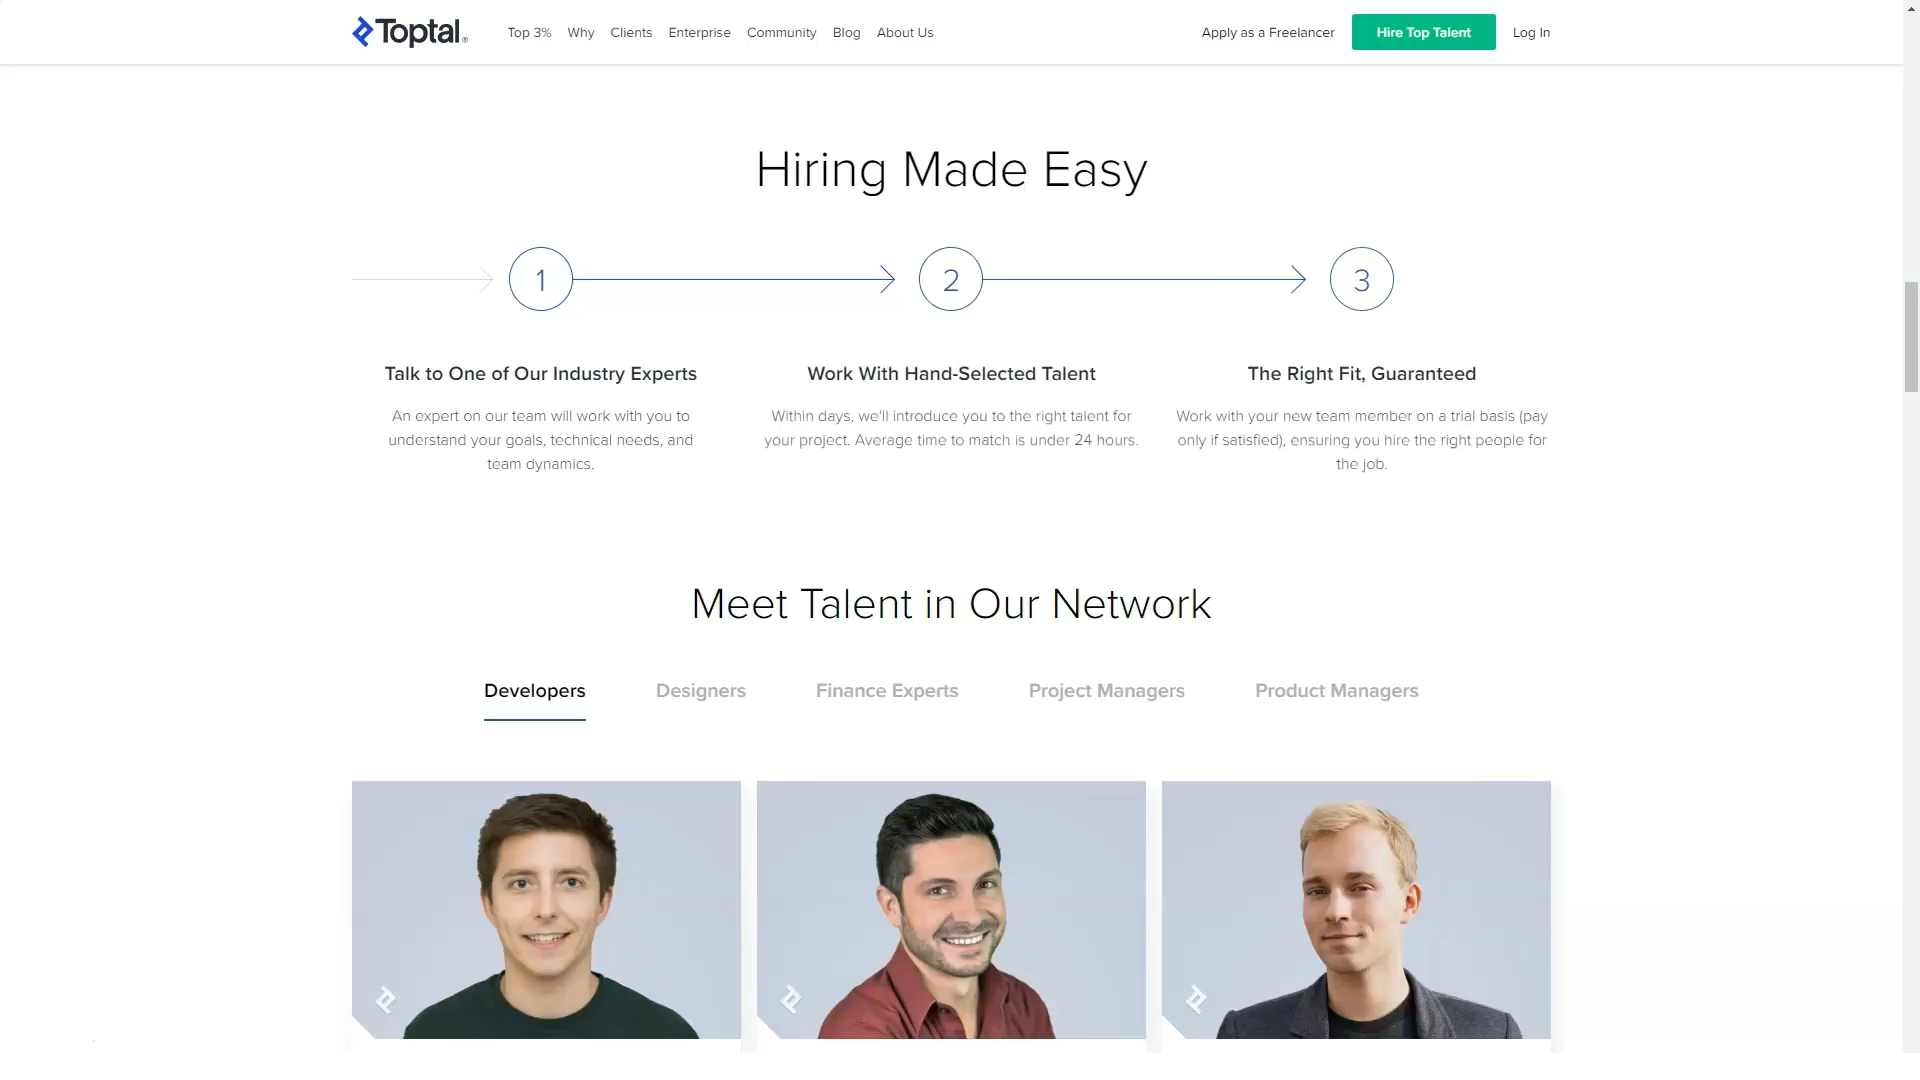 Toptal
Top 3% Why Clients Enterprise Community Blog About Us
Apply as a Freelancer Hire Top Talent Log In
Hiring Made Easy
1 2 3
Talk to One of Our Industry Experts
An expert on our team will work with you to
understand your goals, technical needs, and
team dynamics.
Work With Hand-Selected Talent
Within days, we'll introduce you to the right talent for
your project. Average time to match is under 24 hours.
The Right Fit, Guaranteed
Work with your new team member on a trial basis (pay
only if satisfied), ensuring you hire the right people for
the job.
Meet Talent in Our Network
Developers Designers Finance Experts Project Managers Product Managers